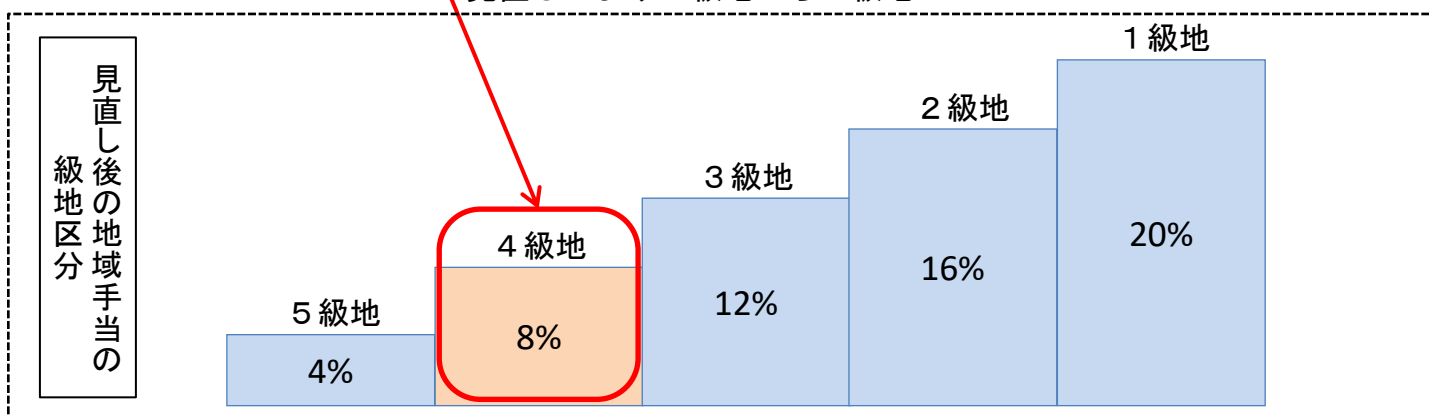 見直し後の地域手当の
級地区分
１級地
２級地
３級地
４級地
５級地
20%
16%
12%
8%
4%